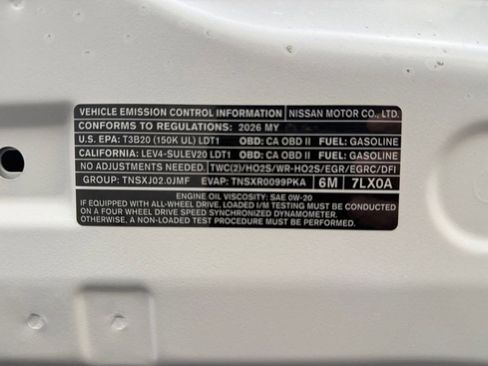 VEHICLE EMISSION CONTROL INFORMATION NISSAN MOTOR CO., LTD.
CONFORMS TO REGULATIONS: 2026 MY
U.S. EPA: T3B20 (150K UL) LDT1 OBD: CA OBD II FUEL: GASOLINE
CALIFORNIA: LEV4-SULEV20 LDT1 OBD: CA OBD II FUEL: GASOLINE
NO ADJUSTMENTS NEEDED. TWC(2)/HO2S/WR-HO2S/EGR/EGRC/DFI
GROUP: TNSXJ02.0JMF EVAP: TNSXR0099PKA 6M 7LX0A
ENGINE OIL VISCOSITY: SAE 0W-20
IF EQUIPPED WITH ALL-WHEEL DRIVE, LOADED I/M TESTING MUST BE CONDUCTED
ON A FOUR WHEEL DRIVE SPEED SYNCHRONIZED DYNAMOMETER.
OTHERWISE, A NON-LOADED TEST PROCEDURE MUST BE PERFORMED.